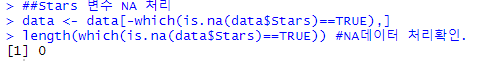 > ##Stars 변수 NA 처리
> data <- data[-which(is.na(data$Stars)==TRUE),]
> length(which(is.na(data$Stars)==TRUE)) #NA데이터 처리확인.
[1] 0